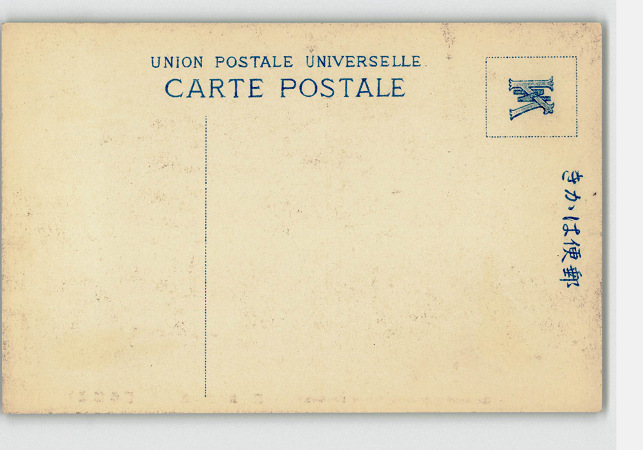 UNION POSTALE UNIVERSELLE.
CARTE POSTALE
きかは便郵